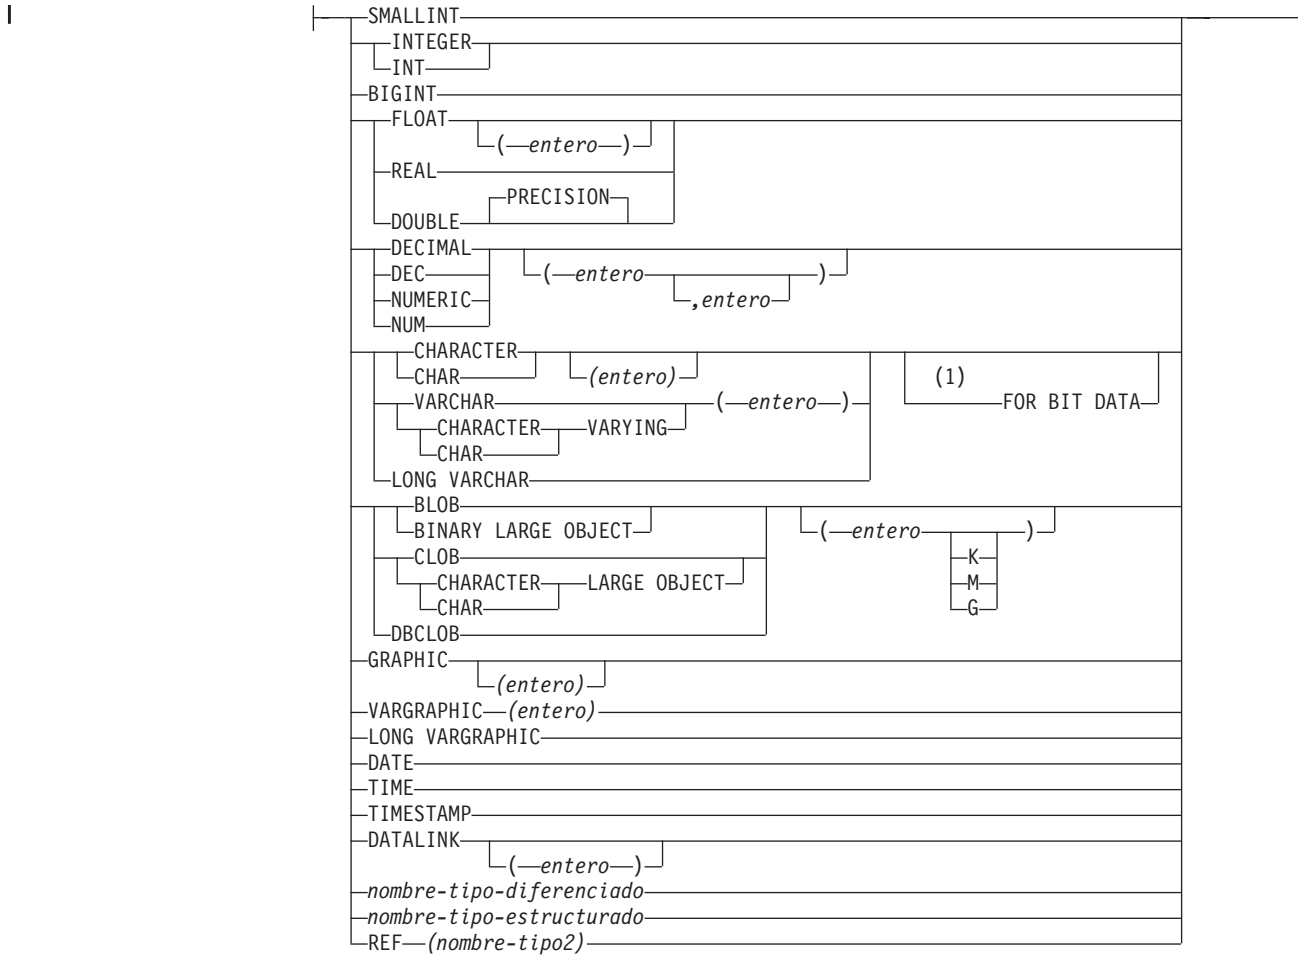 SMALLINT
INTEGER
INT
BIGINT
FLOAT
( entero )
REAL
PRECISION
DOUBLE
DECIMAL
DEC ( entero )
NUMERIC ,entero
NUM
CHARACTER
CHAR (entero) (1)
VARCHAR ( entero ) FOR BIT DATA
CHARACTER VARYING
CHAR
LONG VARCHAR
BLOB
BINARY LARGE OBJECT ( entero )
CLOB K
CHARACTER LARGE OBJECT M
CHAR G
DBCLOB
GRAPHIC
(entero)
VARGRAPHIC (entero)
LONG VARGRAPHIC
DATE
TIME
TIMESTAMP
DATALINK
( entero )
nombre-tipo-diferenciado
nombre-tipo-estructurado
REF (nombre-tipo2)